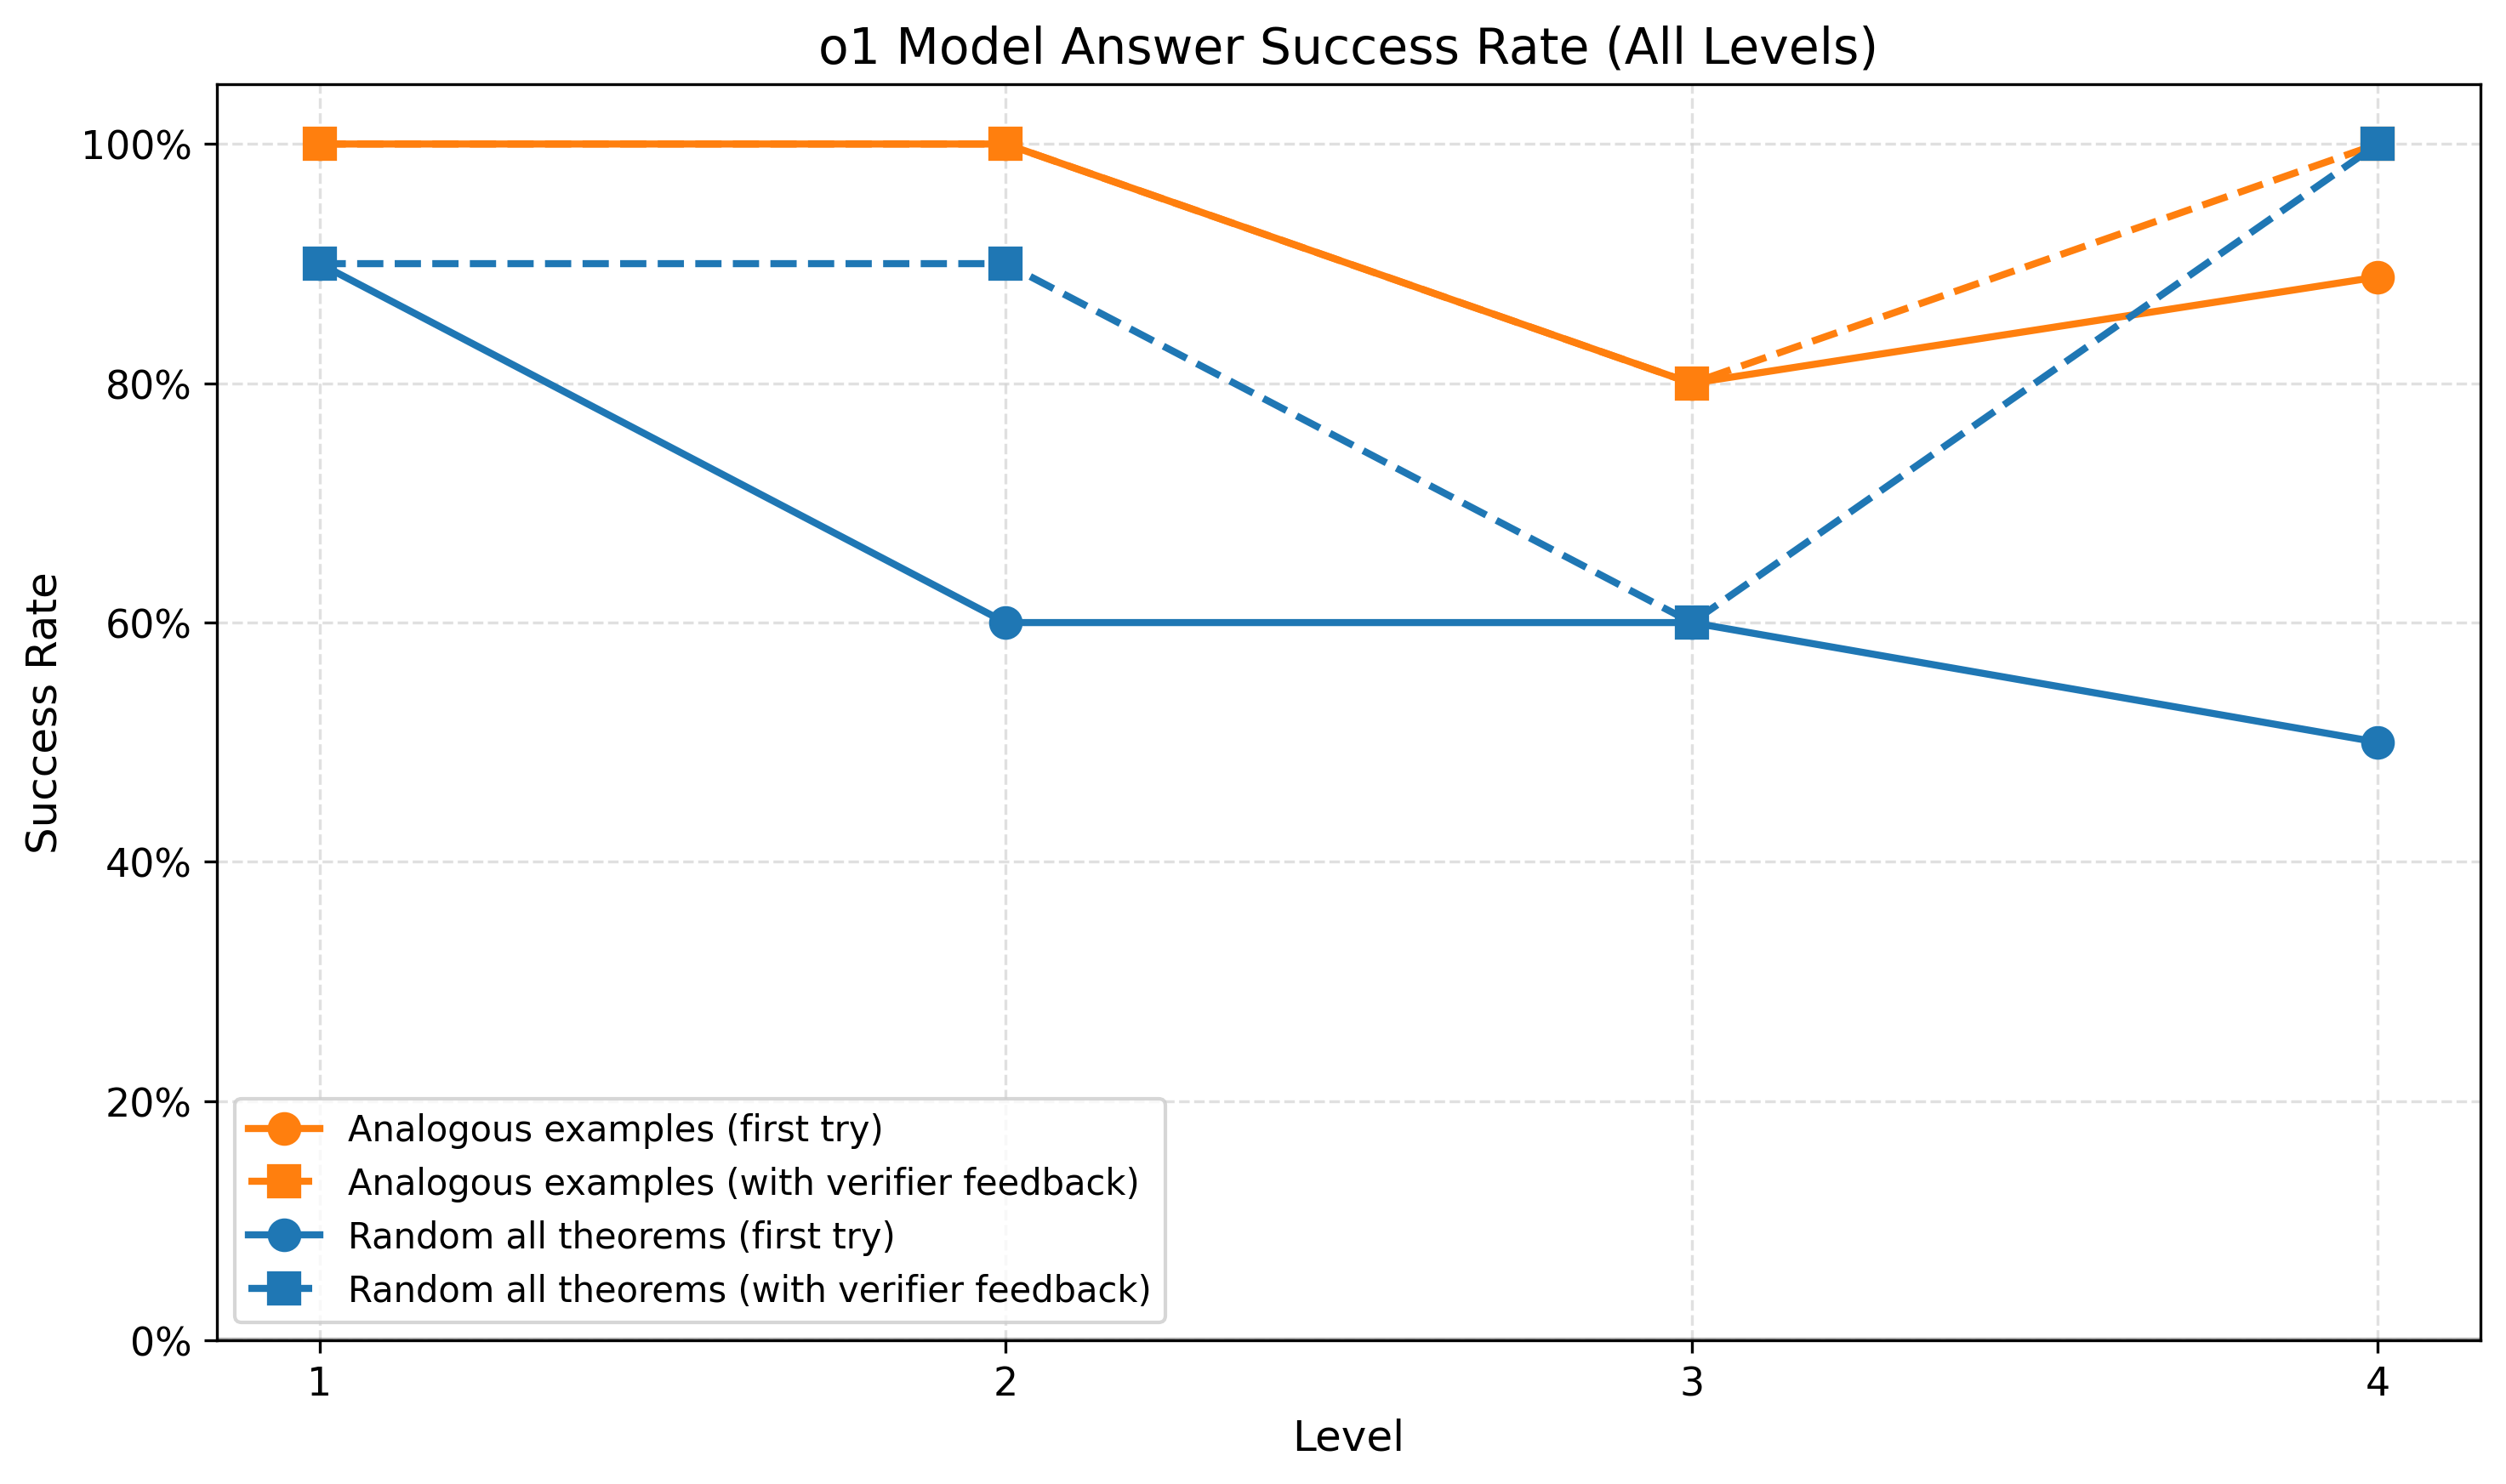 o1 Model Answer Success Rate (All Levels)
100%
80%
60%
40%
20%
0%
Success Rate
Analogous examples (first try)
Analogous examples (with verifier feedback)
Random all theorems (first try)
Random all theorems (with verifier feedback)
1 2 3 4
Level